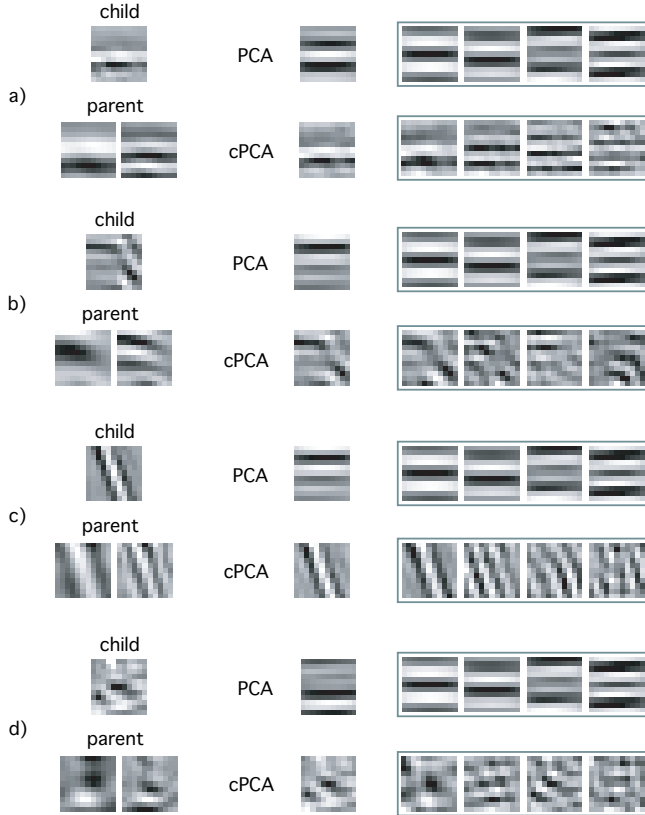 child
PCA
a)
parent
cPCA
child
PCA
b)
parent
cPCA
child
PCA
c)
parent
cPCA
child
PCA
d)
parent
cPCA